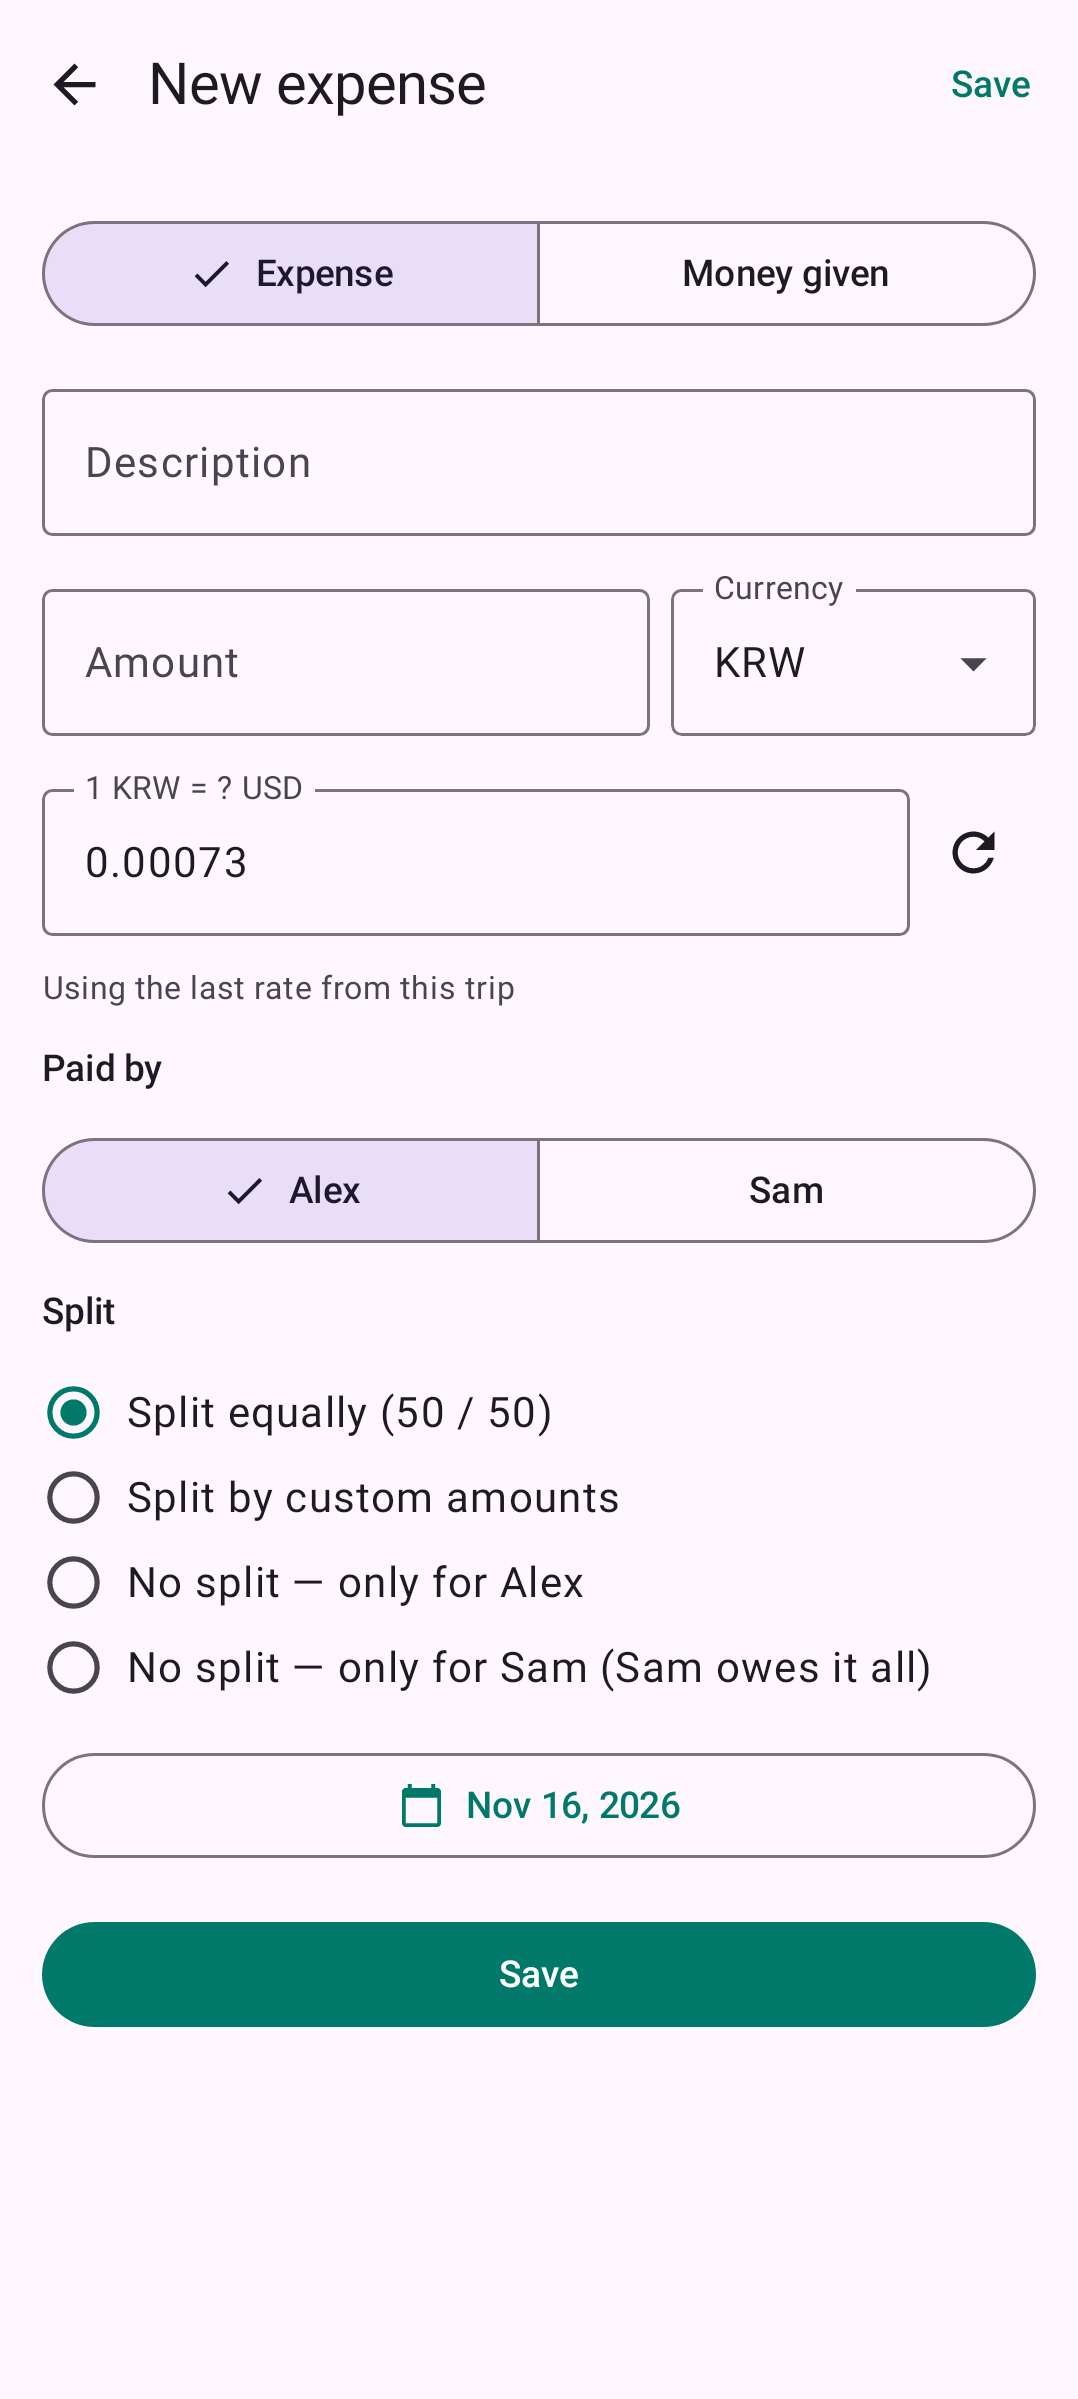 New expense
Save
Expense
Money given
Description
Amount
Currency
KRW
1 KRW = ? USD
0.00073
Using the last rate from this trip
Paid by
Alex
Sam
Split
Split equally (50 / 50)
Split by custom amounts
No split — only for Alex
No split — only for Sam (Sam owes it all)
Nov 16, 2026
Save